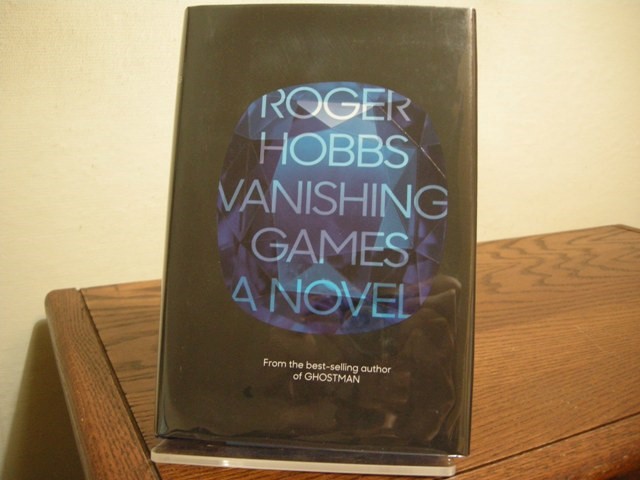 ROGER
HOBBS
VANISHING
GAMES
A NOVEL
From the best-selling author
of GHOSTMAN